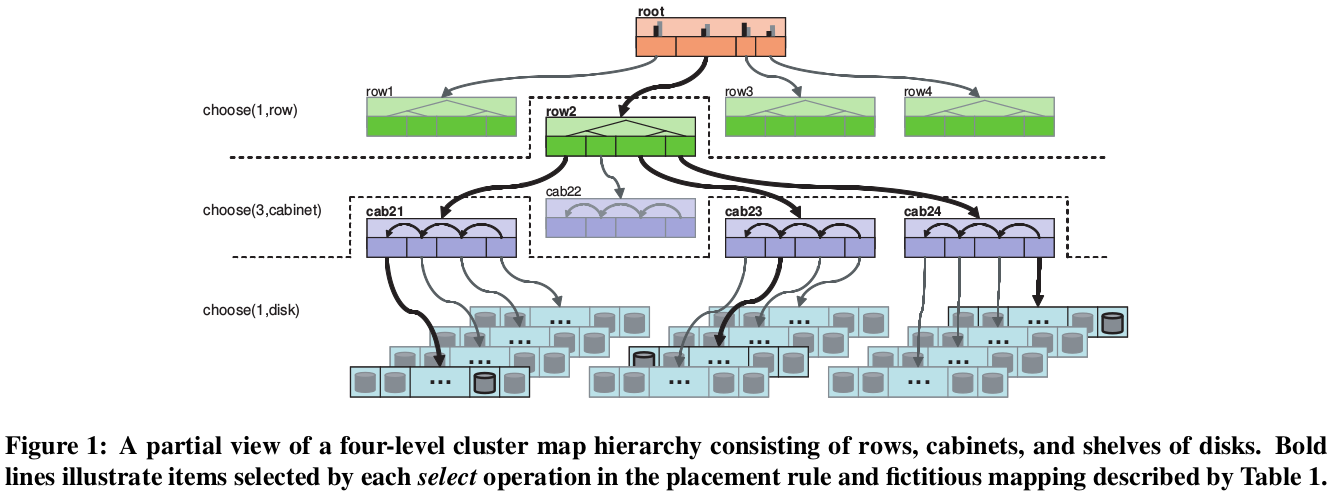 root
row1
row3
row4
choose(1,row)
row2
cab22
choose(3,cabinet)
cab21
cab23
cab24
choose(1,disk)
...
...
...
...
...
...
...
...
...
...
...
...
Figure 1: A partial view of a four-level cluster map hierarchy consisting of rows, cabinets, and shelves of disks. Bold
lines illustrate items selected by each select operation in the placement rule and fictitious mapping described by Table 1.